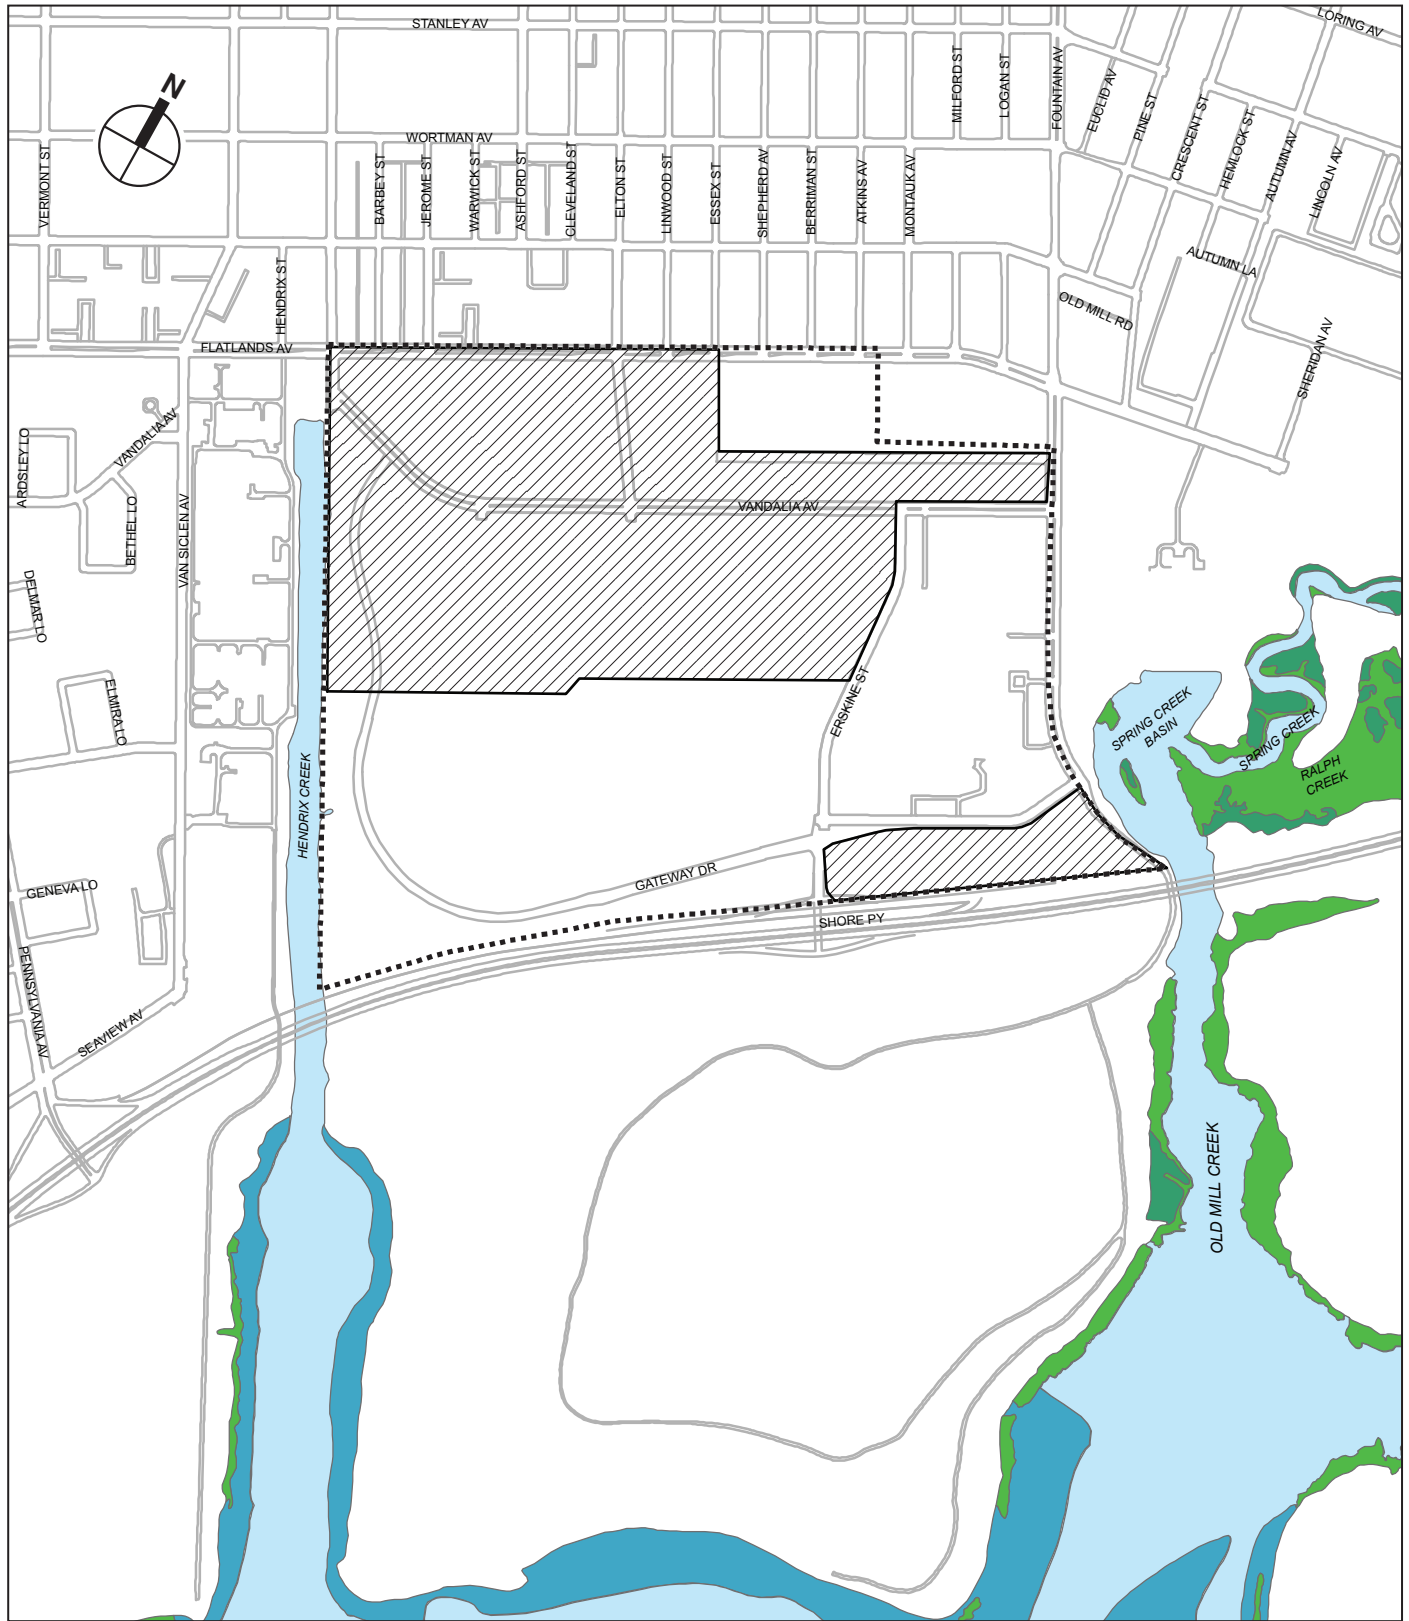 STANLEY AV
LORING AV
N
MILFORD ST
LOGAN ST
FOUNTAIN AV
EUCLID AV
PINE ST
CRESCENT ST
HEMLOCK ST
AUTUMN AV
LINCOLN AV
WORTMAN AV
VERMONT ST
BARBEY ST
JEROME ST
WARWICK ST
ASHFORD ST
CLEVELAND ST
ELTON ST
LINWOOD ST
ESSEX ST
SHEPHERD AV
BERRIMAN ST
ATKINS AV
MONTAUK AV
AUTUMN LA
HENDRIX ST
OLD MILL RD
FLATLANDS AV
SHERIDAN AV
VANDALIA AV
ARDSLEY LO
BETHEL LO
VAN SICLEN AV
VANDALIA AV
DELMAR LO
ELMIRA LO
ERSKINE ST
SPRING CREEK
BASIN
SPRING CREEK
RALPH
CREEK
HENDRIX CREEK
GATEWAY DR
GENEVA LO
SHORE PY
PENNSYLVANIA AV
SEAVIEW AV
OLD MILL CREEK